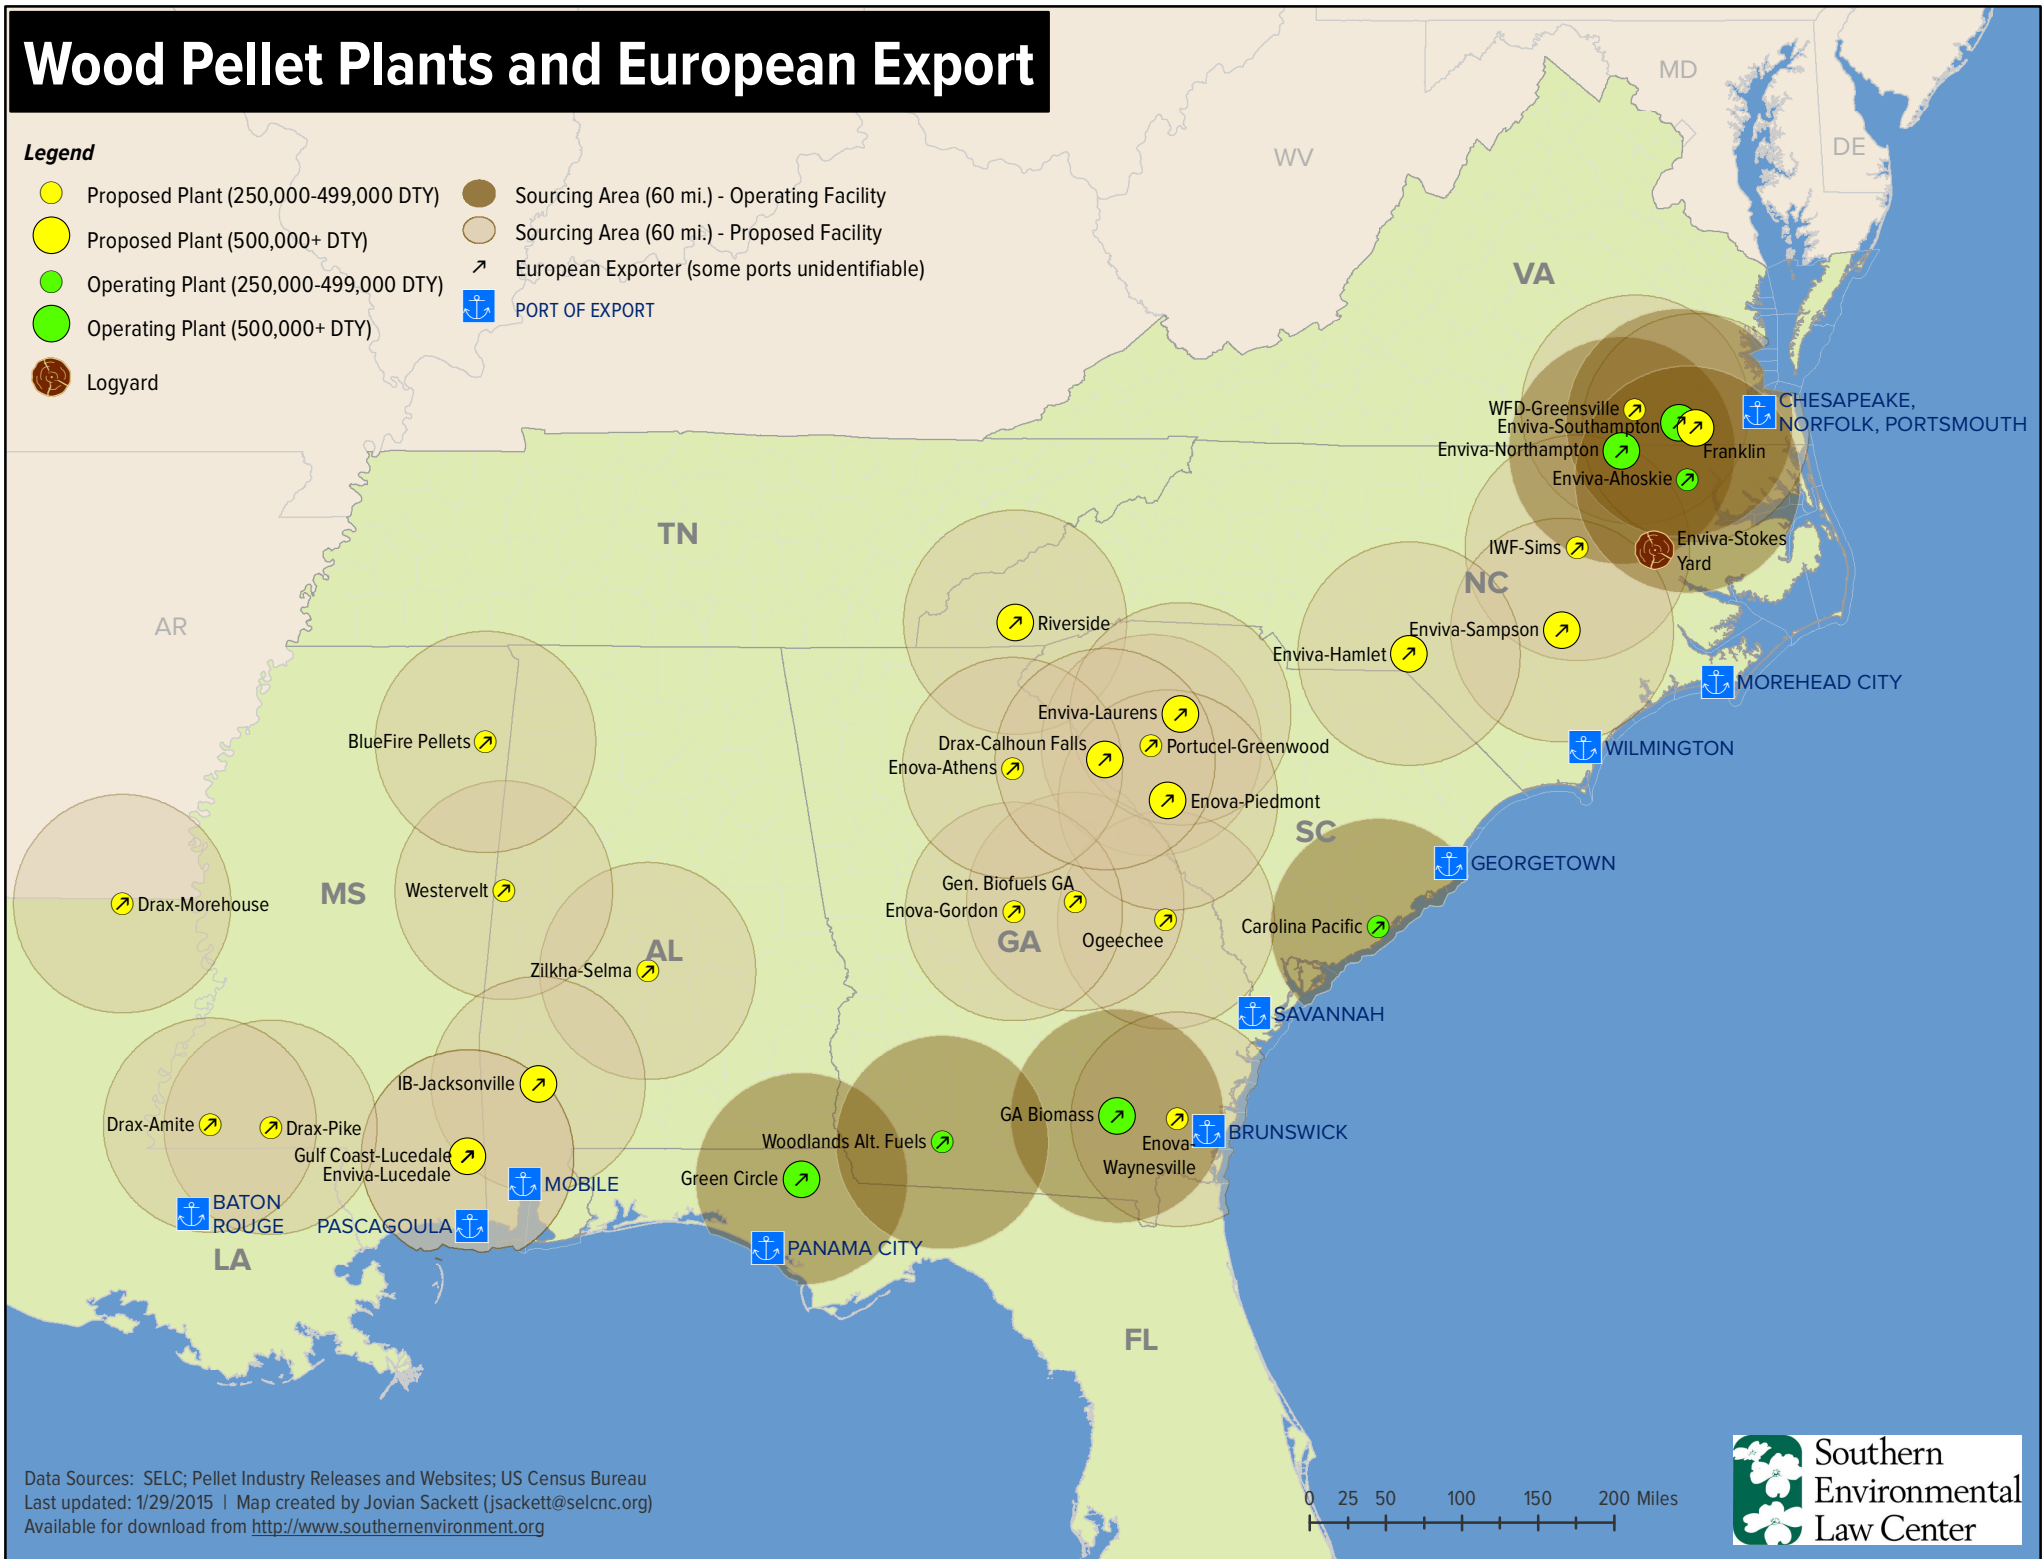 Wood Pellet Plants and European Export
Legend
Proposed Plant (250,000-499,000 DTY)
Proposed Plant (500,000+ DTY)
Operating Plant (250,000-499,000 DTY)
Operating Plant (500,000+ DTY)
Logyard
Sourcing Area (60 mi.) - Operating Facility
Sourcing Area (60 mi.) - Proposed Facility
European Exporter (some ports unidentifiable)
PORT OF EXPORT
MD
WV
DE
VA
WFD-Greensville
Enviva-Southampton
Enviva-Northampton
Franklin
Enviva-Ahoskie
CHESAPEAKE,
NORFOLK, PORTSMOUTH
TN
IWF-Sims
Enviva-Stokes
Yard
NC
AR
Riverside
Enviva-Sampson
Enviva-Hamlet
MOREHEAD CITY
Enviva-Laurens
BlueFire Pellets
Drax-Calhoun Falls
Portucel-Greenwood
Enova-Athens
WILMINGTON
Enova-Piedmont
SC
GEORGETOWN
MS
Westervelt
Drax-Morehouse
Gen. Biofuels GA
Enova-Gordon
GA
Ogeechee
Carolina Pacific
AL
Zilkha-Selma
SAVANNAH
IB-Jacksonville
Drax-Amite
Drax-Pike
GA Biomass
Enova-
Waynesville
BRUNSWICK
Woodlands Alt. Fuels
Gulf Coast-Lucedale
Enviva-Lucedale
Green Circle
MOBILE
BATON
ROUGE
PASCAGOULA
PANAMA CITY
LA
FL
Data Sources: SELC; Pellet Industry Releases and Websites; US Census Bureau
Last updated: 1/29/2015 | Map created by Jovian Sackett (jsackett@selcnc.org)
Available for download from http://www.southernenvironment.org
0 25 50 100 150 200 Miles
Southern
Environmental
Law Center